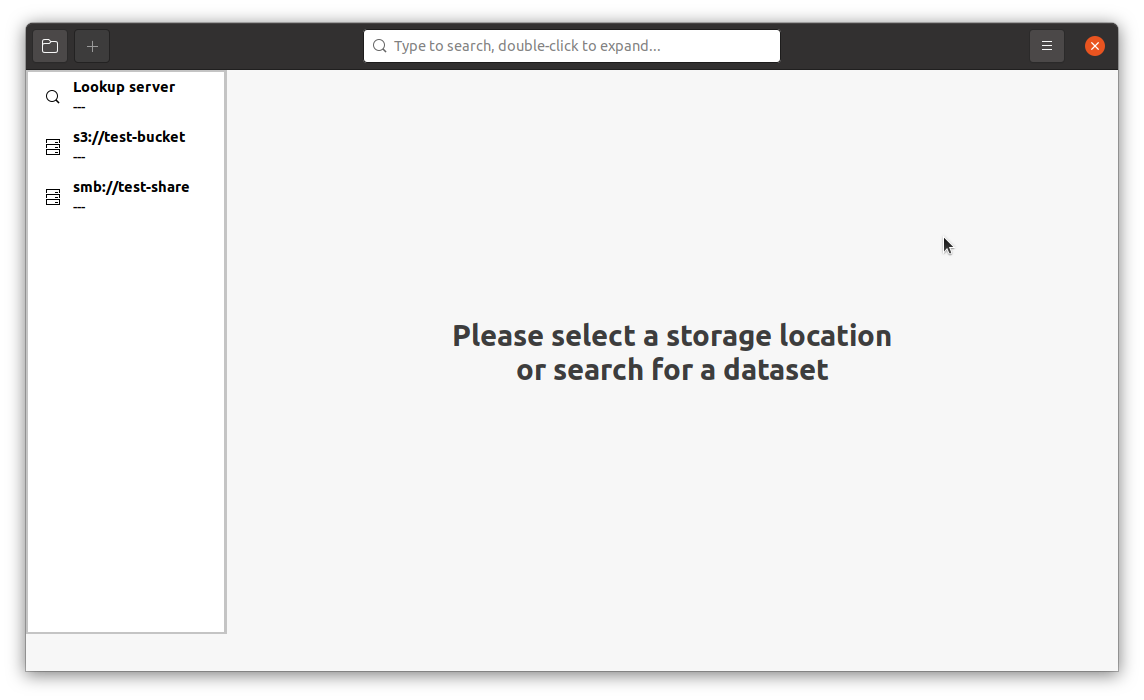 Type to search, double-click to expand...
Lookup server
---
s3://test-bucket
---
smb://test-share
---
Please select a storage location
or search for a dataset